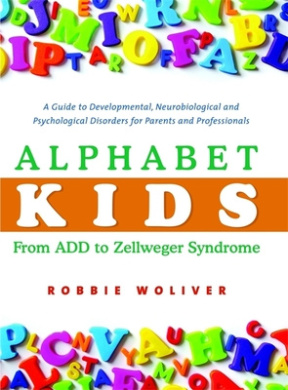 A Guide to Developmental, Neurobiological and
Psychological Disorders for Parents and Professionals
ALPHABET
KIDS
From ADD to Zellweger Syndrome
ROBBIE WOLIVER